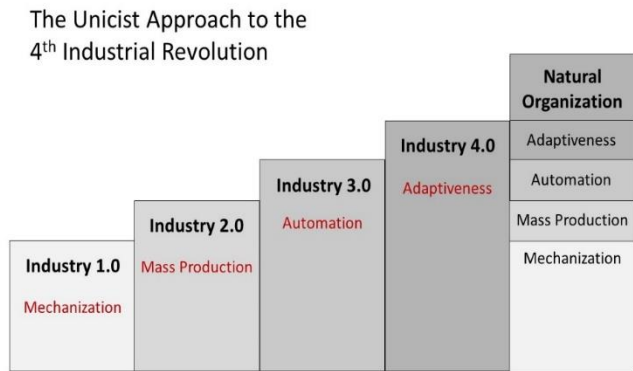 The Unicist Approach to the
4th Industrial Revolution
Industry 1.0
Mechanization
Industry 2.0
Mass Production
Industry 3.0
Automation
Industry 4.0
Adaptiveness
Natural
Organization
Adaptiveness
Automation
Mass Production
Mechanization